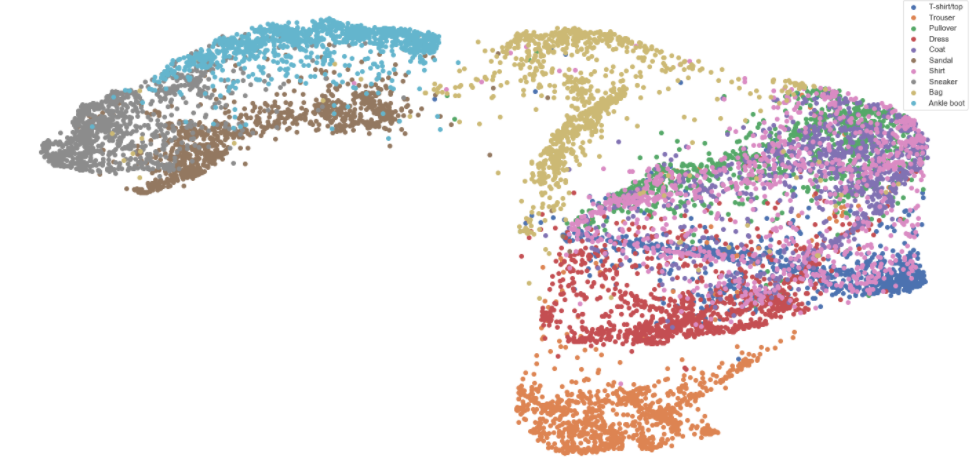 T-shirt/top
Trouser
Pullover
Dress
Coat
Sandal
Shirt
Sneaker
Bag
Ankle boot